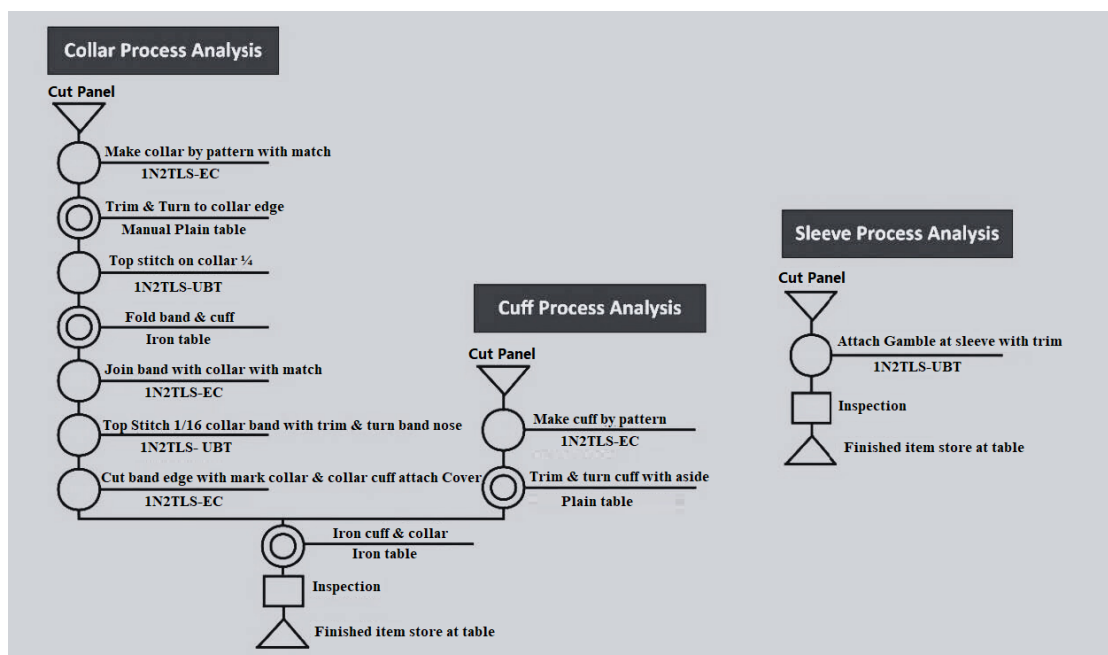 Collar Process Analysis
Cut Panel
Make collar by pattern with match
1N2TLS-EC
Trim & Turn to collar edge
Manual Plain table
Top stitch on collar ¼
1N2TLS-UBT
Fold band & cuff
Iron table
Join band with collar with match
1N2TLS-EC
Top Stitch 1/16 collar band with trim & turn band nose
1N2TLS- UBT
Cut band edge with mark collar & collar cuff attach Cover
1N2TLS-EC
Cuff Process Analysis
Cut Panel
Make cuff by pattern
1N2TLS-EC
Trim & turn cuff with aside
Plain table
Iron cuff & collar
Iron table
Inspection
Finished item store at table
Sleeve Process Analysis
Cut Panel
Attach Gamble at sleeve with trim
1N2TLS-UBT
Inspection
Finished item store at table